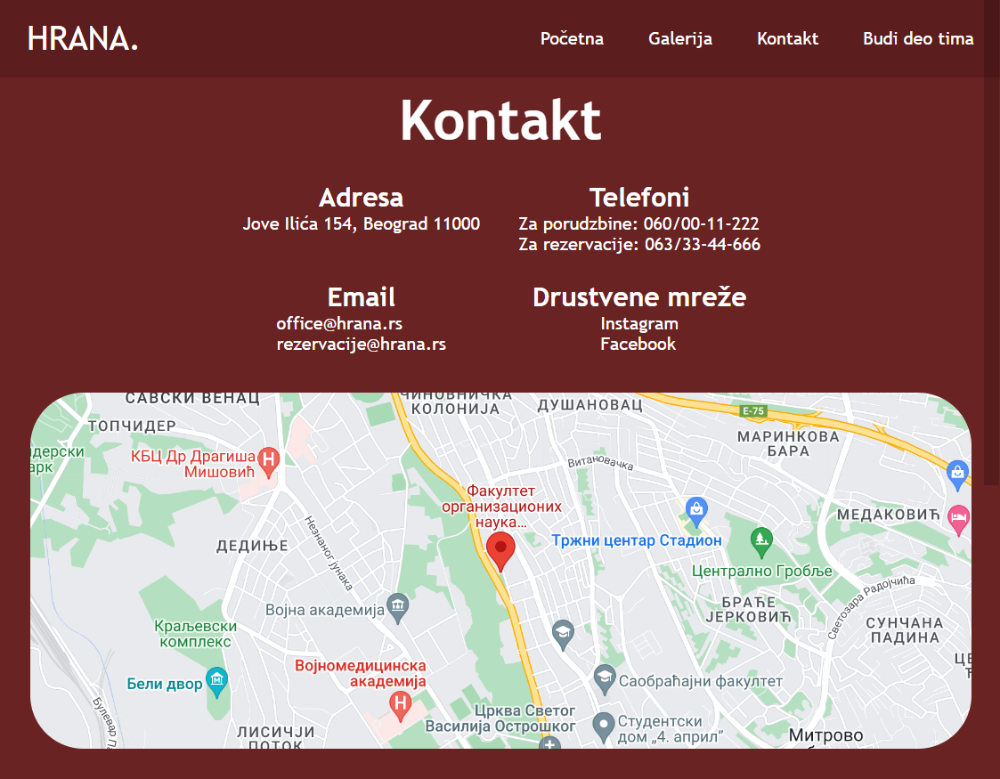 HRANA.
Početna
Galerija
Kontakt
Budi deo tima
Kontakt
Adresa
Jove Ilića 154, Beograd 11000
Telefoni
Za porudzbine: 060/00-11-222
Za rezervacije: 063/33-44-666
Email
office@hrana.rs
rezervacije@hrana.rs
Drustvene mreže
Instagram
Facebook
САВСКИ ВЕНАЦ
ЧИНОВНИЧКА
КОЛОНИЈА
ДУШАНОВАЦ
E-75
ТОПЧИДЕР
МАРИНКОВА
БАРА
КБЦ Др Драгиша
Мишовић
Витановачка
Факултет
организационих
наука...
МЕДАКОВИЋ
Незнаног јунака
ДЕДИЊЕ
Тржни центар Стадион
Централно Гробље
Светозара Радојчића
Војна академија
БРАЋЕ
ЈЕРКОВИЋ
СУНЧАНА
ПАДИНА
Краљевски
комплекс
Војномедицинска
академија
Бели двор
Саобраћајни факултет
Булевар
Црква Светог
Василија Острошког
Студентски
дом „4. април”
ЛИСИЧЈИ
ПОТОК
Митрово